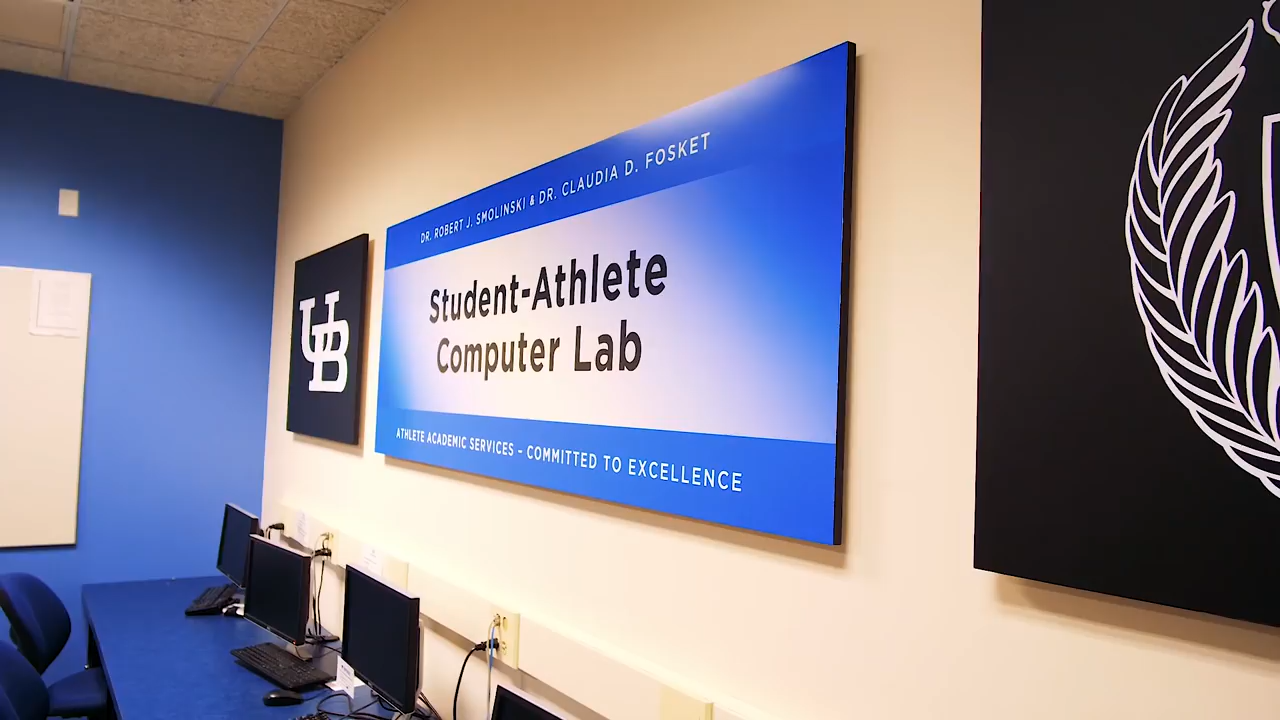 UB
DR. ROBERT J. SMOLINSKI & DR. CLAUDIA D. FOSKET
Student-Athlete
Computer Lab
ATHLETE ACADEMIC SERVICES – COMMITTED TO EXCELLENCE